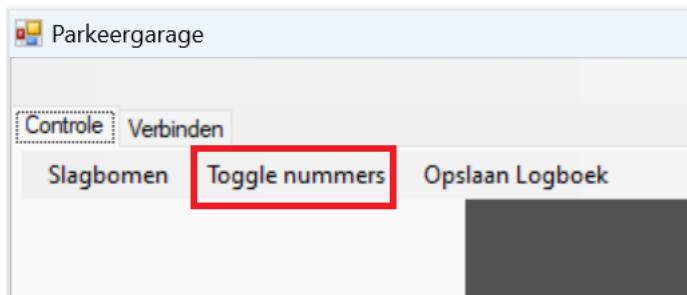 Parkeergarage
Controle Verbinden
Slagbomen Toggle nummers Opslaan Logboek